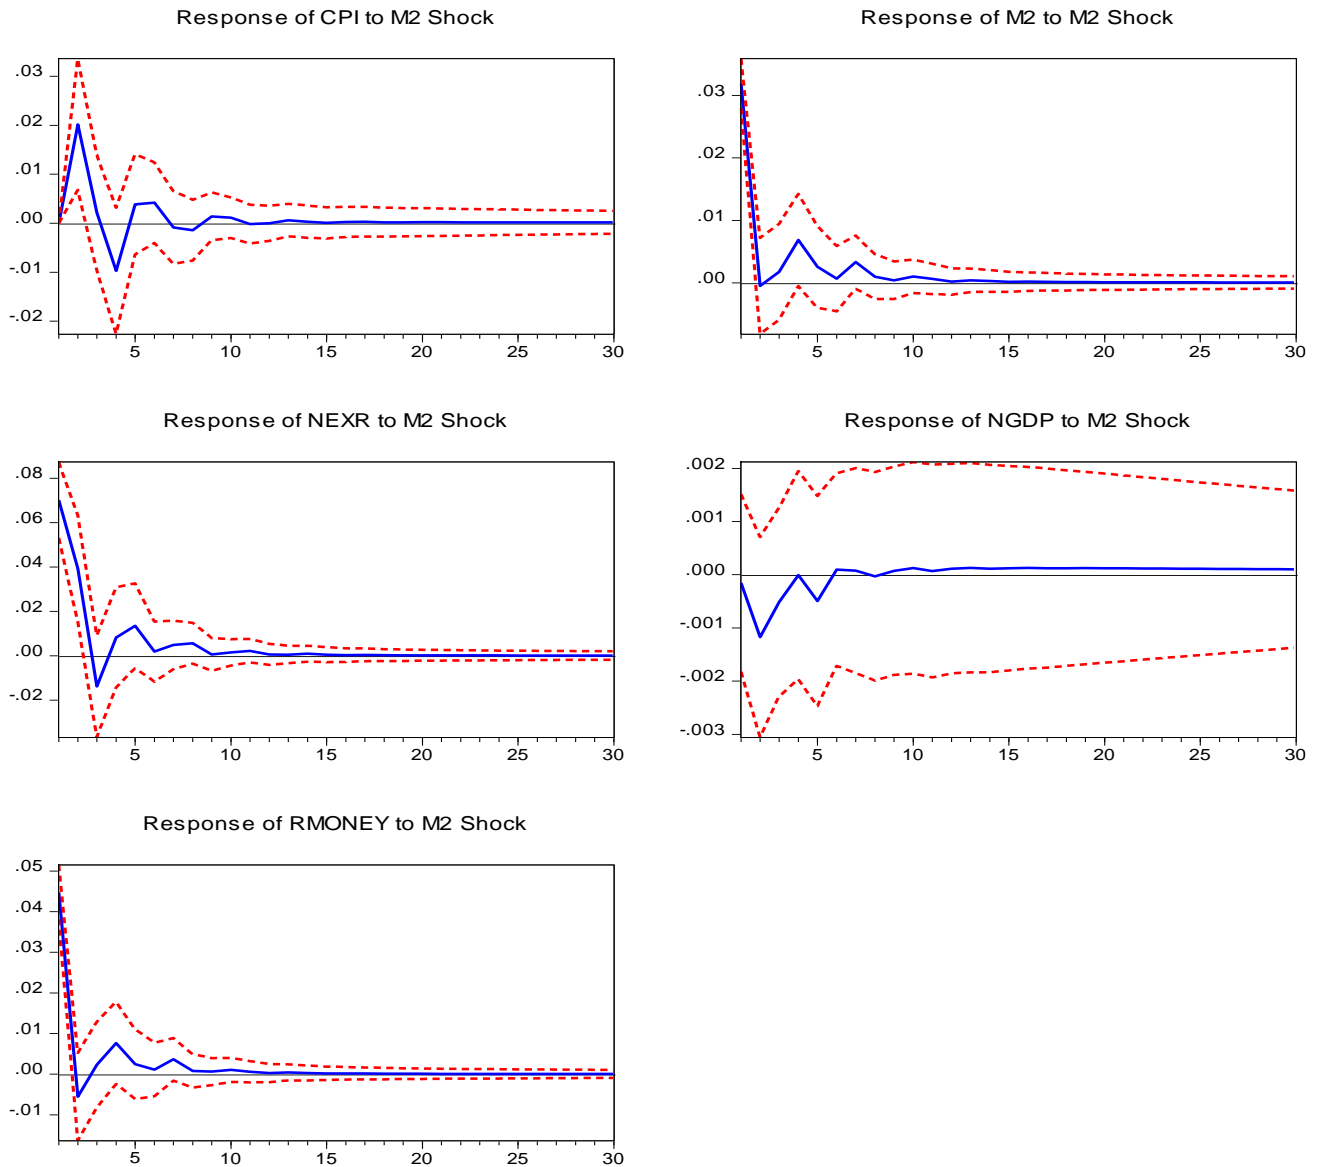 Response of CPI to M2 Shock
.03
.02
.01
.00
-.01
-.02
5 10 15 20 25 30
Response of M2 to M2 Shock
.03
.02
.01
.00
5 10 15 20 25 30
Response of NEXR to M2 Shock
.08
.06
.04
.02
.00
-.02
5 10 15 20 25 30
Response of NGDP to M2 Shock
.002
.001
.000
-.001
-.002
-.003
5 10 15 20 25 30
Response of RMONEY to M2 Shock
.05
.04
.03
.02
.01
.00
-.01
5 10 15 20 25 30